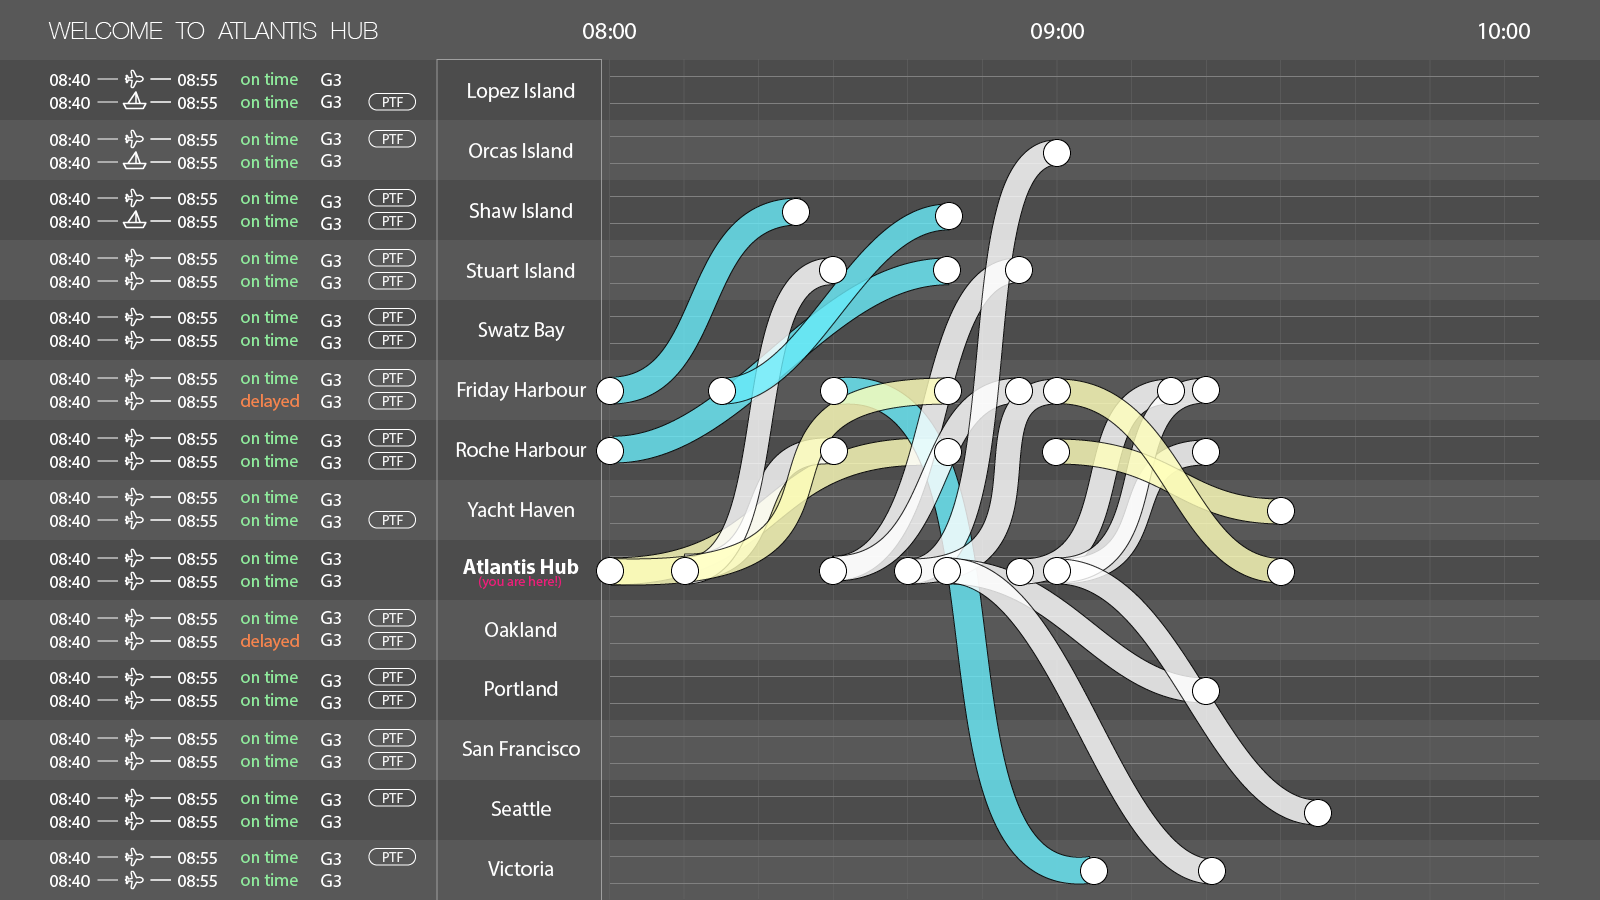 WELCOME TO ATLANTIS HUB 08:00 09:00 10:00
08:40 08:55 on time G3
08:40 08:55 on time G3 PTF
Lopez Island
08:40 08:55 on time G3 PTF
08:40 08:55 on time G3
Orcas Island
08:40 08:55 on time G3 PTF
08:40 08:55 on time G3 PTF
Shaw Island
08:40 08:55 on time G3 PTF
08:40 08:55 on time G3 PTF
Stuart Island
08:40 08:55 on time G3 PTF
08:40 08:55 on time G3 PTF
Swatz Bay
08:40 08:55 on time G3 PTF
08:40 08:55 delayed G3 PTF
Friday Harbour
08:40 08:55 on time G3 PTF
08:40 08:55 on time G3 PTF
Roche Harbour
08:40 08:55 on time G3
08:40 08:55 on time G3 PTF
Yacht Haven
08:40 08:55 on time G3
08:40 08:55 on time G3
Atlantis Hub
(you are here!)
08:40 08:55 on time G3 PTF
08:40 08:55 delayed G3 PTF
Oakland
08:40 08:55 on time G3 PTF
08:40 08:55 on time G3 PTF
Portland
08:40 08:55 on time G3 PTF
08:40 08:55 on time G3 PTF
San Francisco
08:40 08:55 on time G3 PTF
08:40 08:55 on time G3
Seattle
08:40 08:55 on time G3 PTF
08:40 08:55 on time G3
Victoria